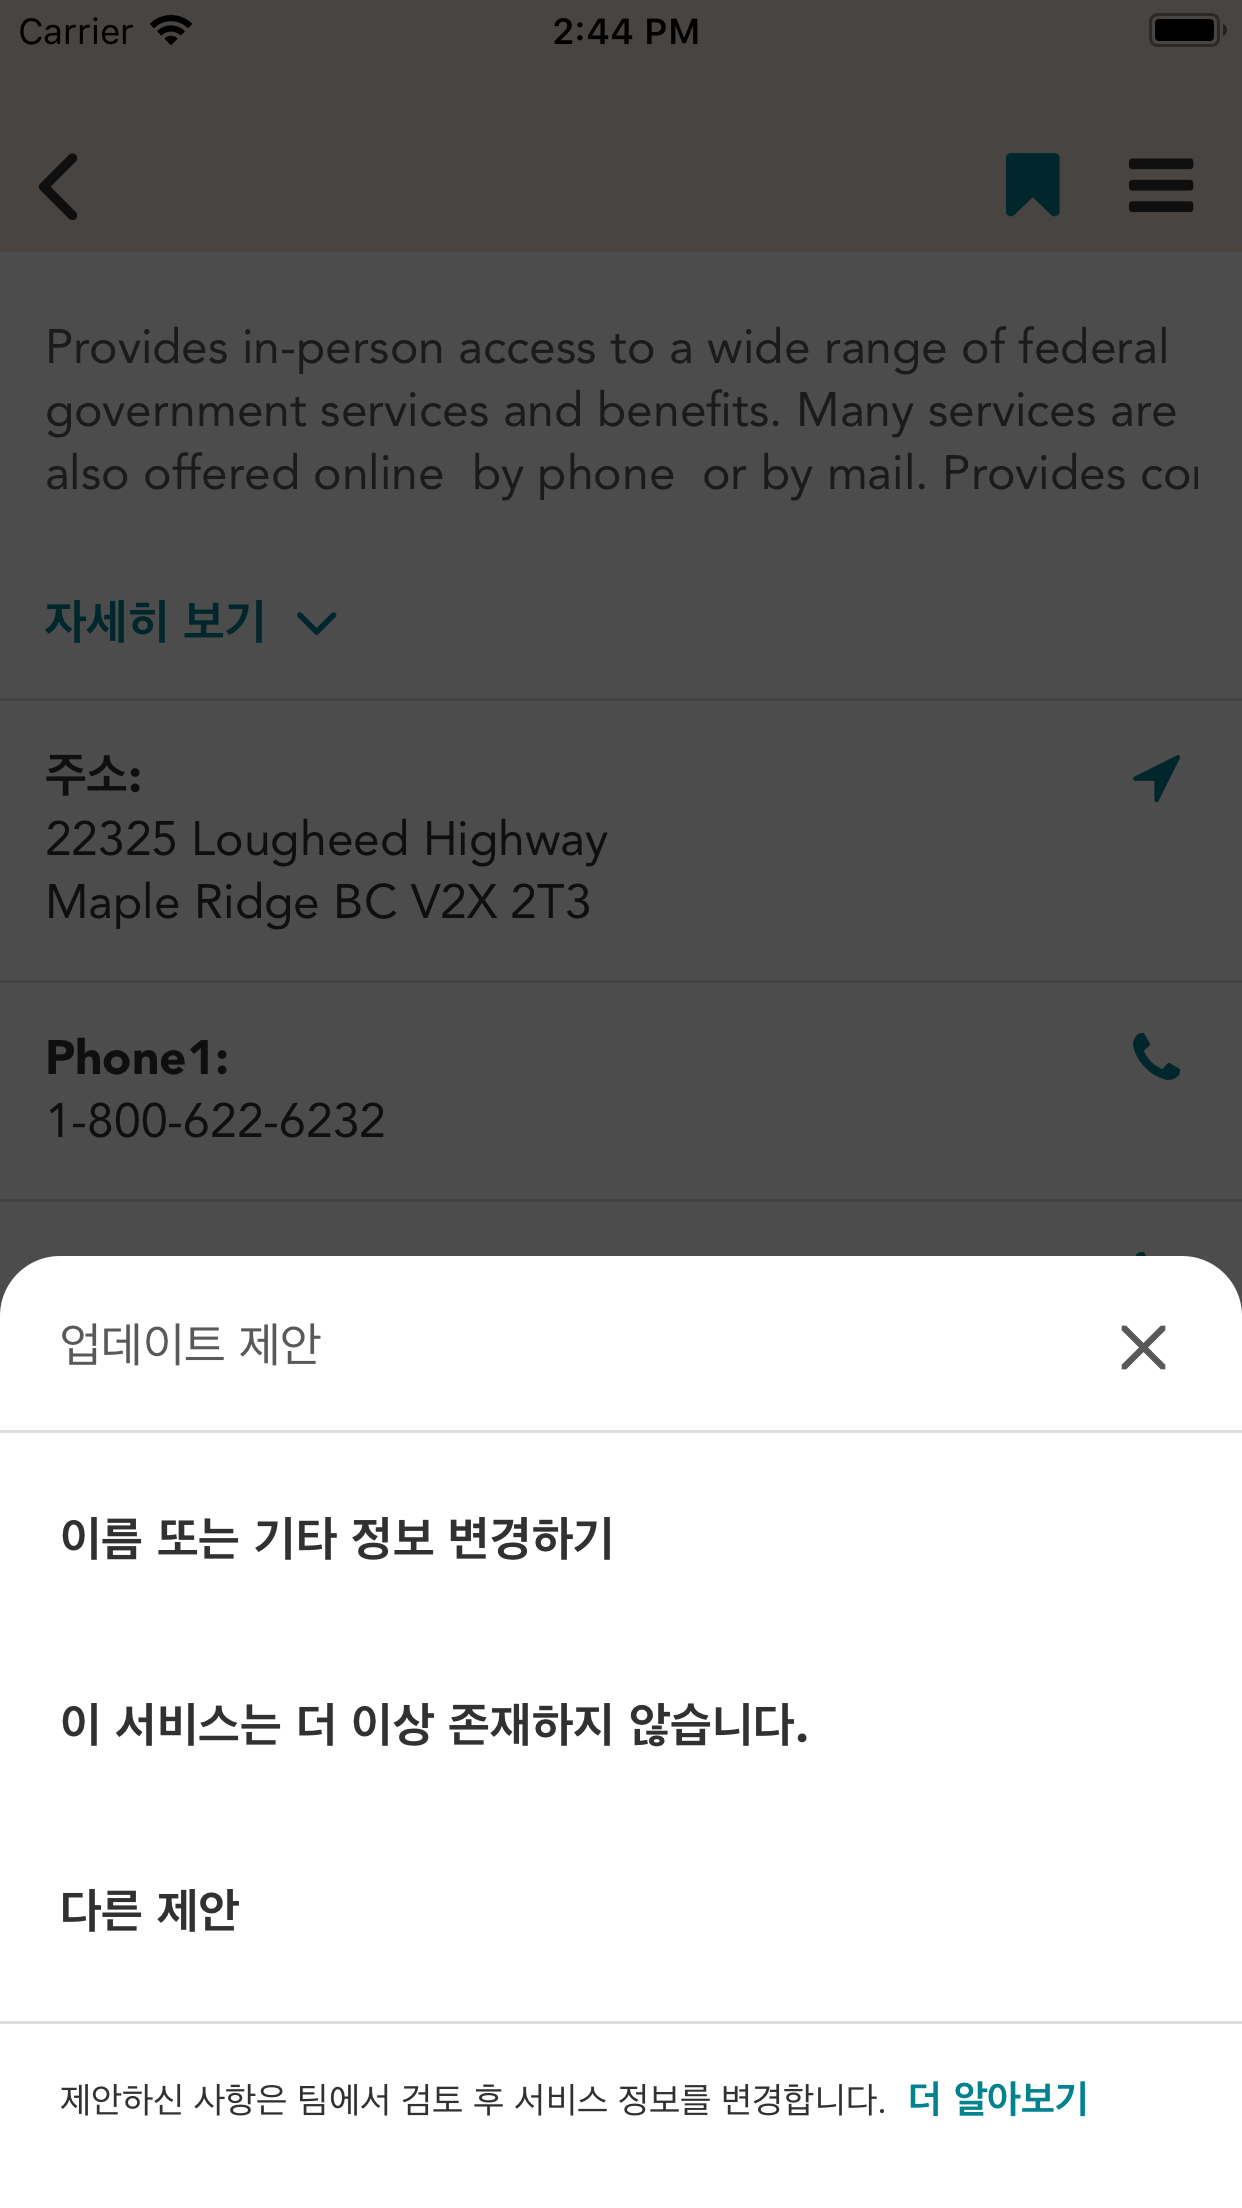 Carrier 2:44 PM
Provides in-person access to a wide range of federal
government services and benefits. Many services are
also offered online  by phone  or by mail. Provides
자세히 보기
주소:
22325 Lougheed Highway
Maple Ridge BC V2X 2T3
Phone1:
1-800-622-6232
업데이트 제안
이름 또는 기타 정보 변경하기
이 서비스는 더 이상 존재하지 않습니다.
다른 제안
제안하신 사항은 팀에서 검토 후 서비스 정보를 변경합니다. 더 알아보기